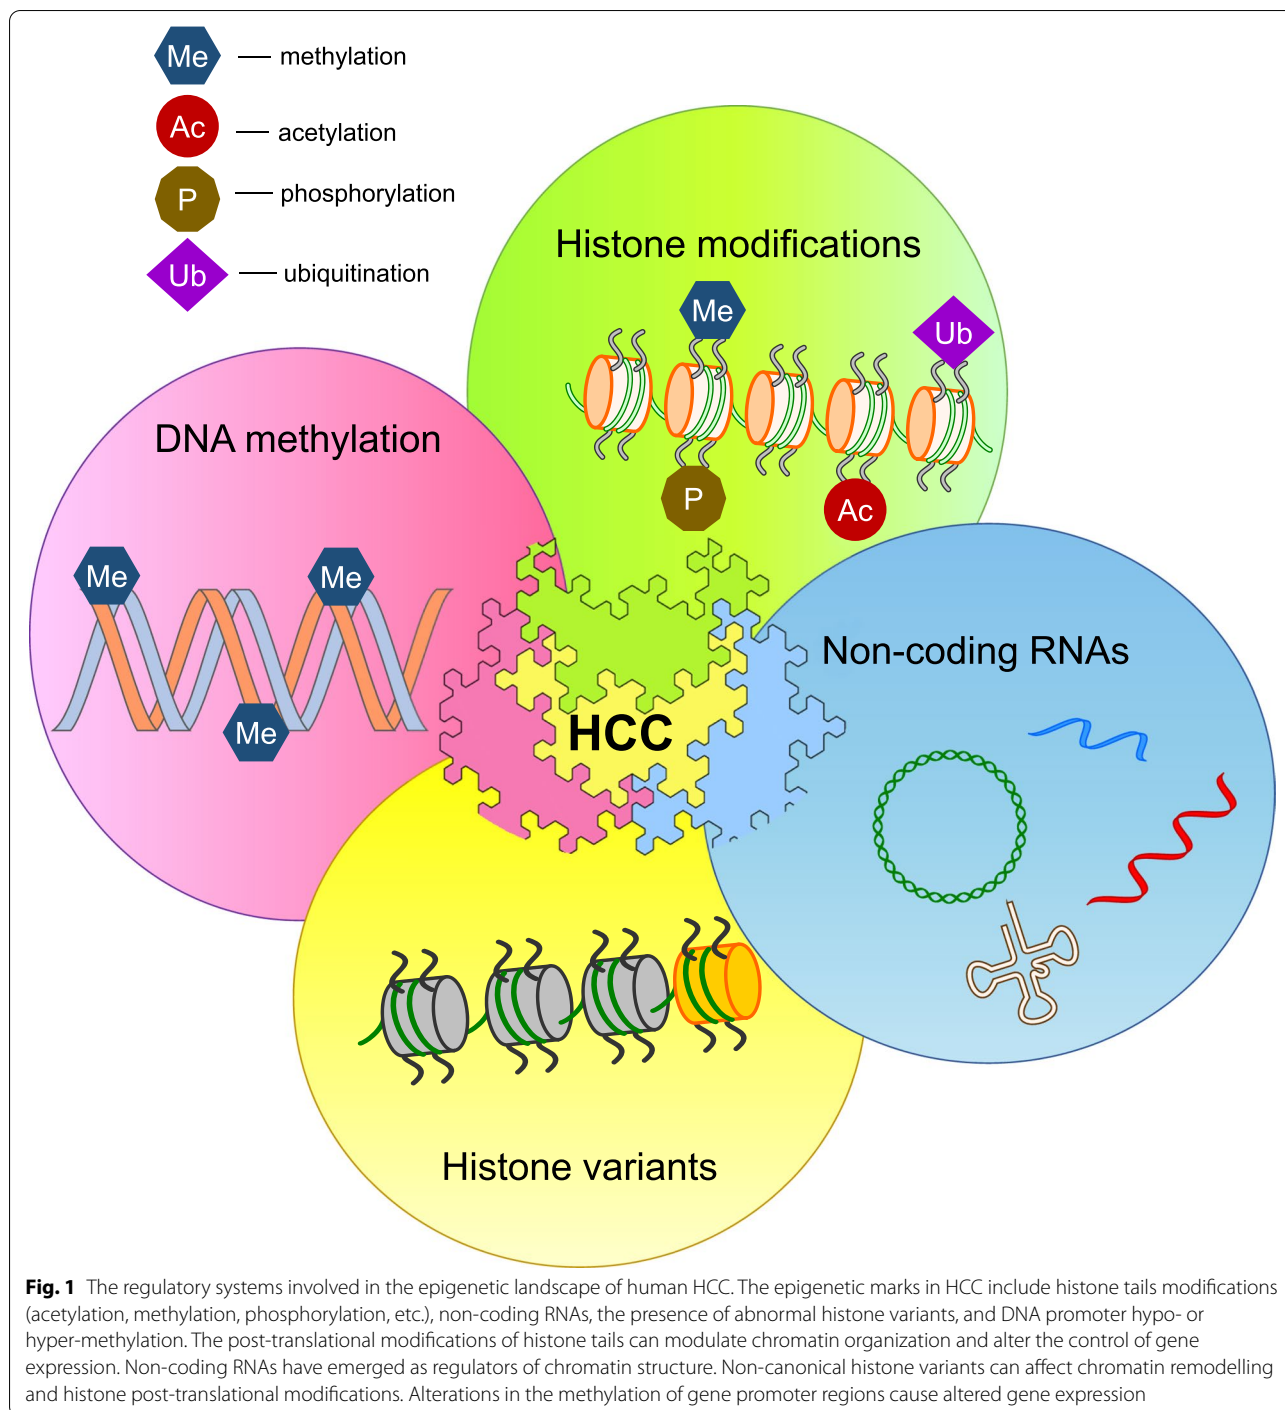 Me methylation
Ac acetylation
P phosphorylation
Ub ubiquitination
Histone modifications
Me
Ub
P
Ac
DNA methylation
Me
Me
Me
Non-coding RNAs
HCC
Histone variants
Fig. 1 The regulatory systems involved in the epigenetic landscape of human HCC. The epigenetic marks in HCC include histone tails modifications
(acetylation, methylation, phosphorylation, etc.), non-coding RNAs, the presence of abnormal histone variants, and DNA promoter hypo- or
hyper-methylation. The post-translational modifications of histone tails can modulate chromatin organization and alter the control of gene
expression. Non-coding RNAs have emerged as regulators of chromatin structure. Non-canonical histone variants can affect chromatin remodelling
and histone post-translational modifications. Alterations in the methylation of gene promoter regions cause altered gene expression